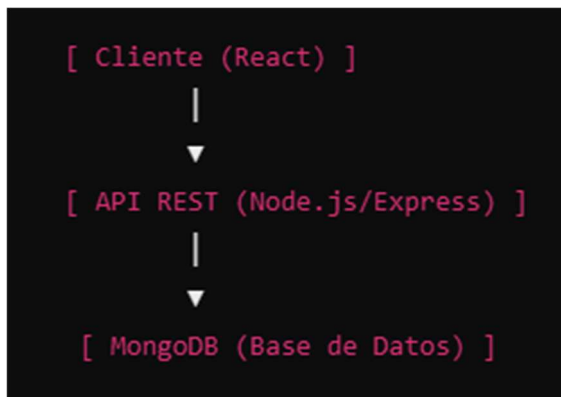 [ Cliente (React) ]
|
▼
[ API REST (Node.js/Express) ]
|
▼
[ MongoDB (Base de Datos) ]